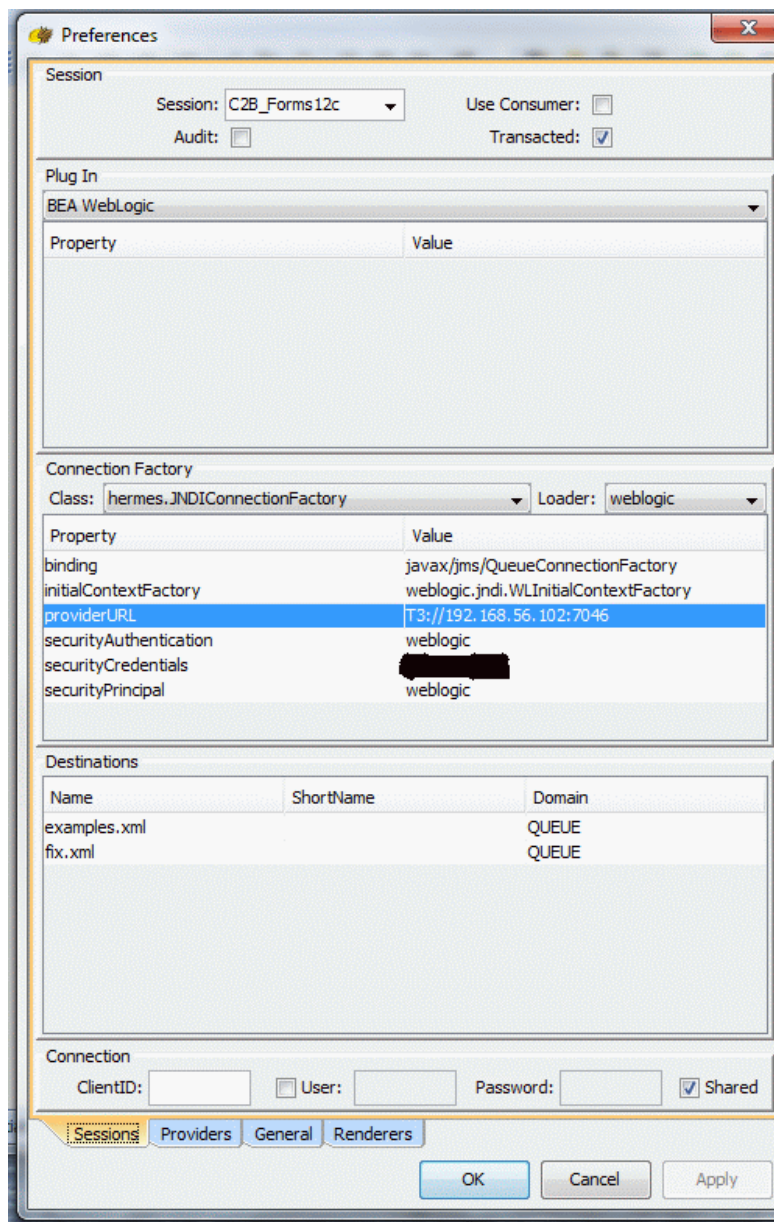 Preferences
Session
Session: C2B_Forms12c Use Consumer:
Audit: Transacted:
Plug In
BEA WebLogic
Property Value
Connection Factory
Class: hermes.JNDIConnectionFactory Loader: weblogic
Property Value
binding javax/jms/QueueConnectionFactory
initialContextFactory weblogic.jndi.WLInitialContextFactory
providerURL T3://192.168.56.102:7046
securityAuthentication weblogic
securityCredentials
securityPrincipal weblogic
Destinations
Name ShortName Domain
examples.xml QUEUE
fix.xml QUEUE
Connection
ClientID: User: Password: Shared
Sessions Providers General Renderers
OK Cancel Apply